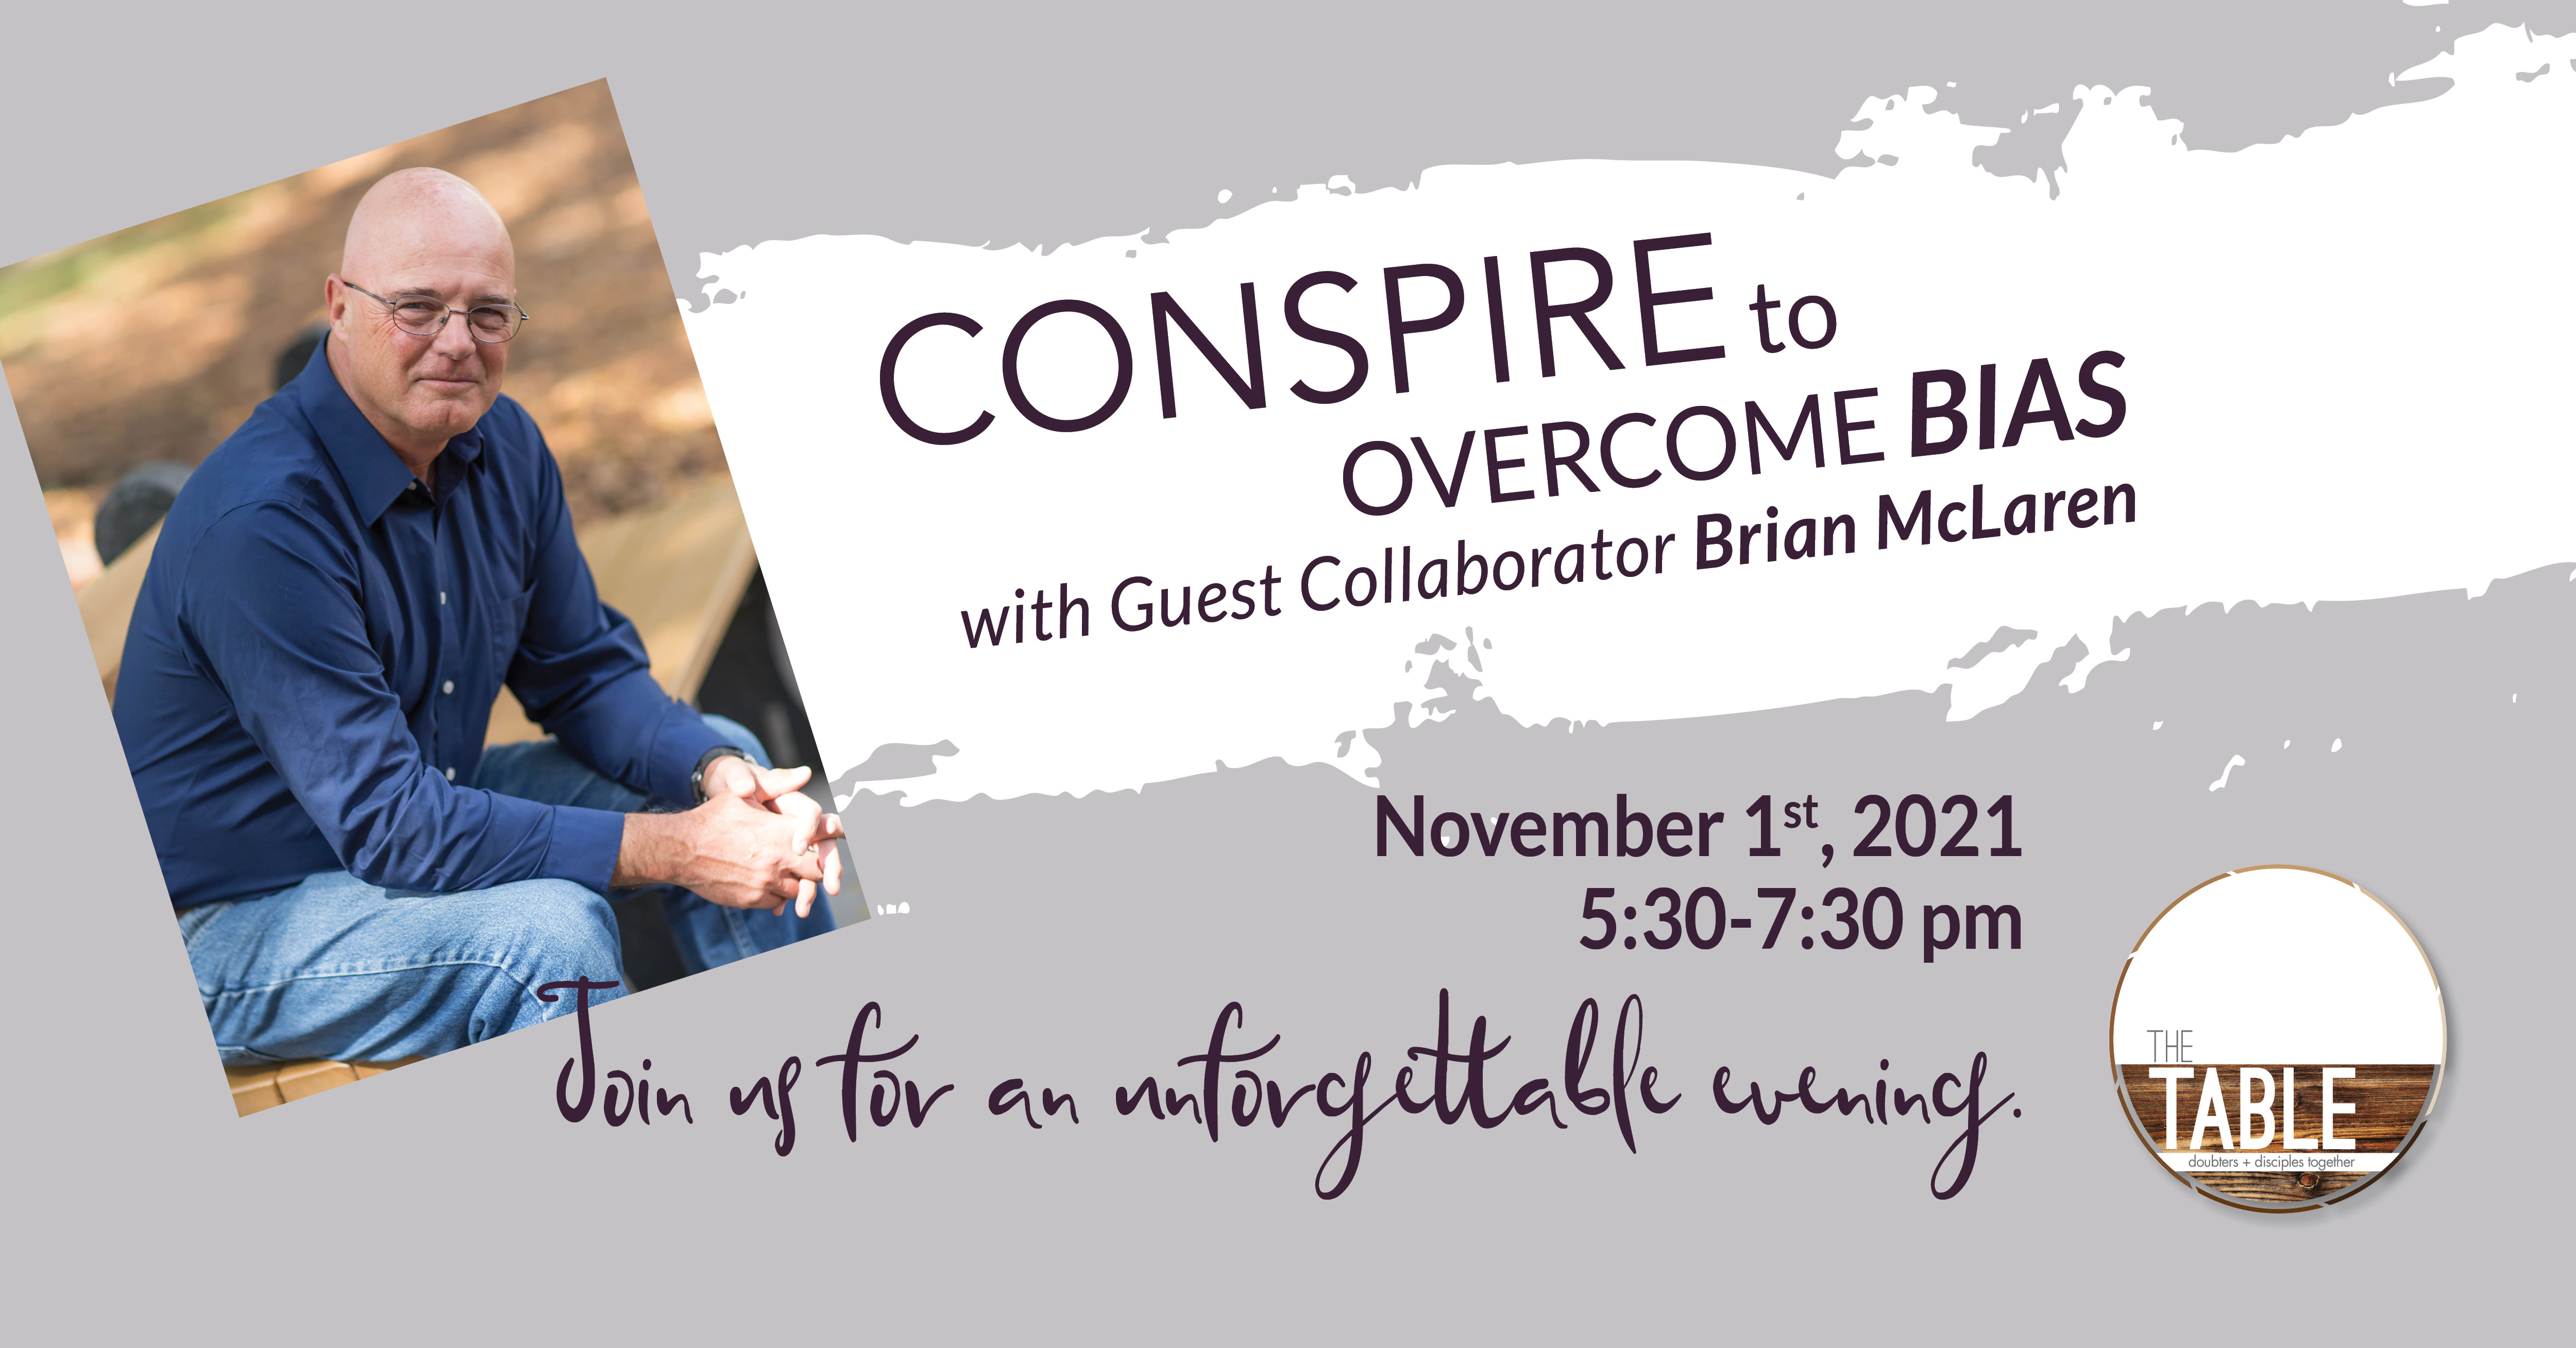 CONSPIRE to
OVERCOME BIAS
with Guest Collaborator Brian McLaren
November 1st, 2021
5:30-7:30 pm
Join us for an unforgettable evening.
THE
TABLE
doubters + disciples together